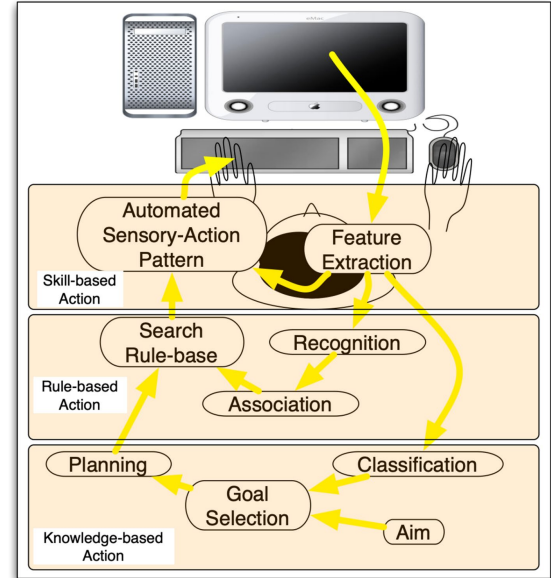 Automated
Sensory-Action
Pattern
Feature
Extraction
Skill-based
Action
Search
Rule-base
Recognition
Rule-based
Action
Association
Planning
Classification
Goal
Selection
Aim
Knowledge-based
Action